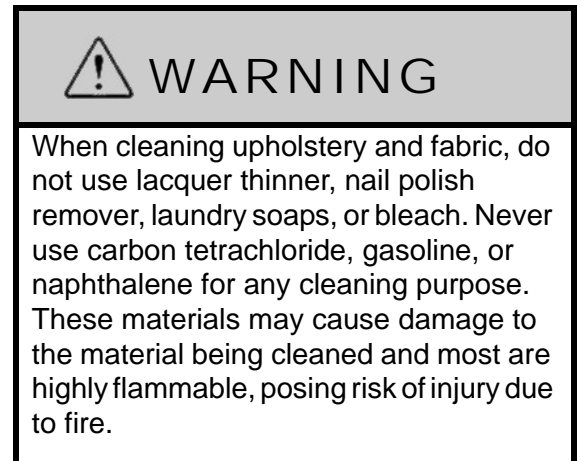 WARNING
When cleaning upholstery and fabric, do
not use lacquer thinner, nail polish
remover, laundry soaps, or bleach. Never
use carbon tetrachloride, gasoline, or
naphthalene for any cleaning purpose.
These materials may cause damage to
the material being cleaned and most are
highly flammable, posing risk of injury due
to fire.